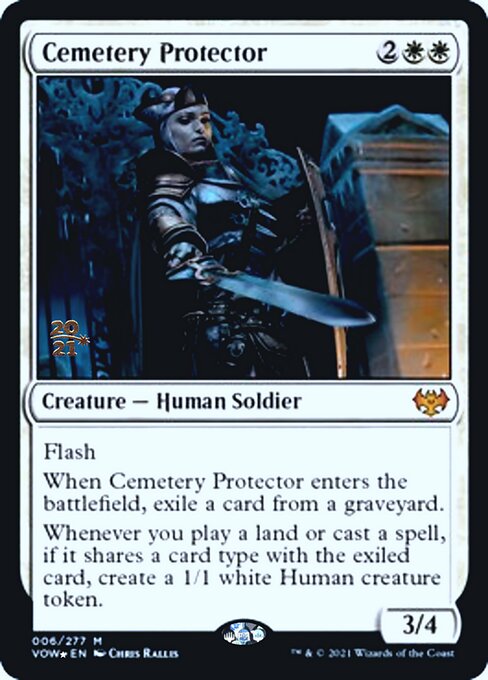 Cemetery Protector 2
20
21
Creature — Human Soldier
Flash
When Cemetery Protector enters the
battlefield, exile a card from a graveyard.
Whenever you play a land or cast a spell,
if it shares a card type with the exiled
card, create a 1/1 white Human creature
token.
3/4
006/277 M
VOW★EN Chris Rallis ™ & © 2021 Wizards of the Coast